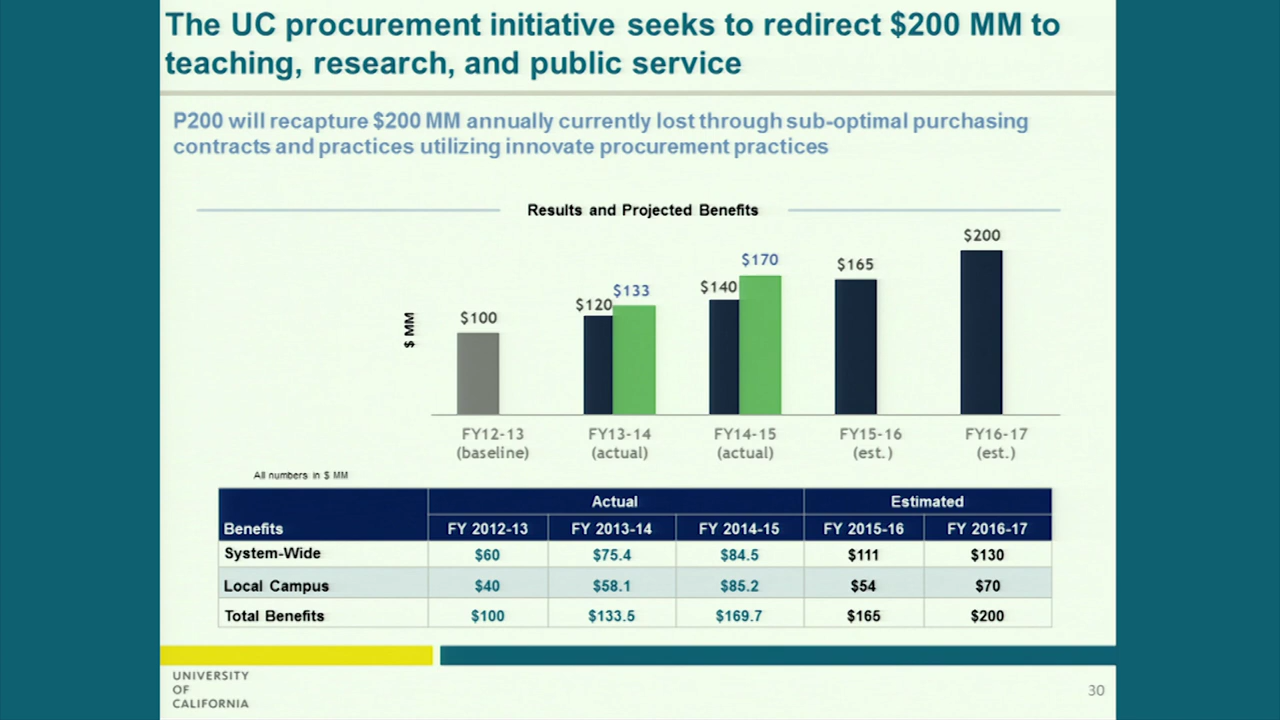 The UC procurement initiative seeks to redirect $200 MM to
teaching, research, and public service
P200 will recapture $200 MM annually currently lost through sub-optimal purchasing
contracts and practices utilizing innovate procurement practices
Results and Projected Benefits
$ MM
$100
$120
$133
$140
$170
$165
$200
FY12-13 FY13-14 FY14-15 FY15-16 FY16-17
(baseline) (actual) (actual) (est.) (est.)
All numbers in $ MM
Actual Estimated
Benefits FY 2012-13 FY 2013-14 FY 2014-15 FY 2015-16 FY 2016-17
System-Wide $60 $75.4 $84.5 $111 $130
Local Campus $40 $58.1 $85.2 $54 $70
Total Benefits $100 $133.5 $169.7 $165 $200
UNIVERSITY
OF
CALIFORNIA
30